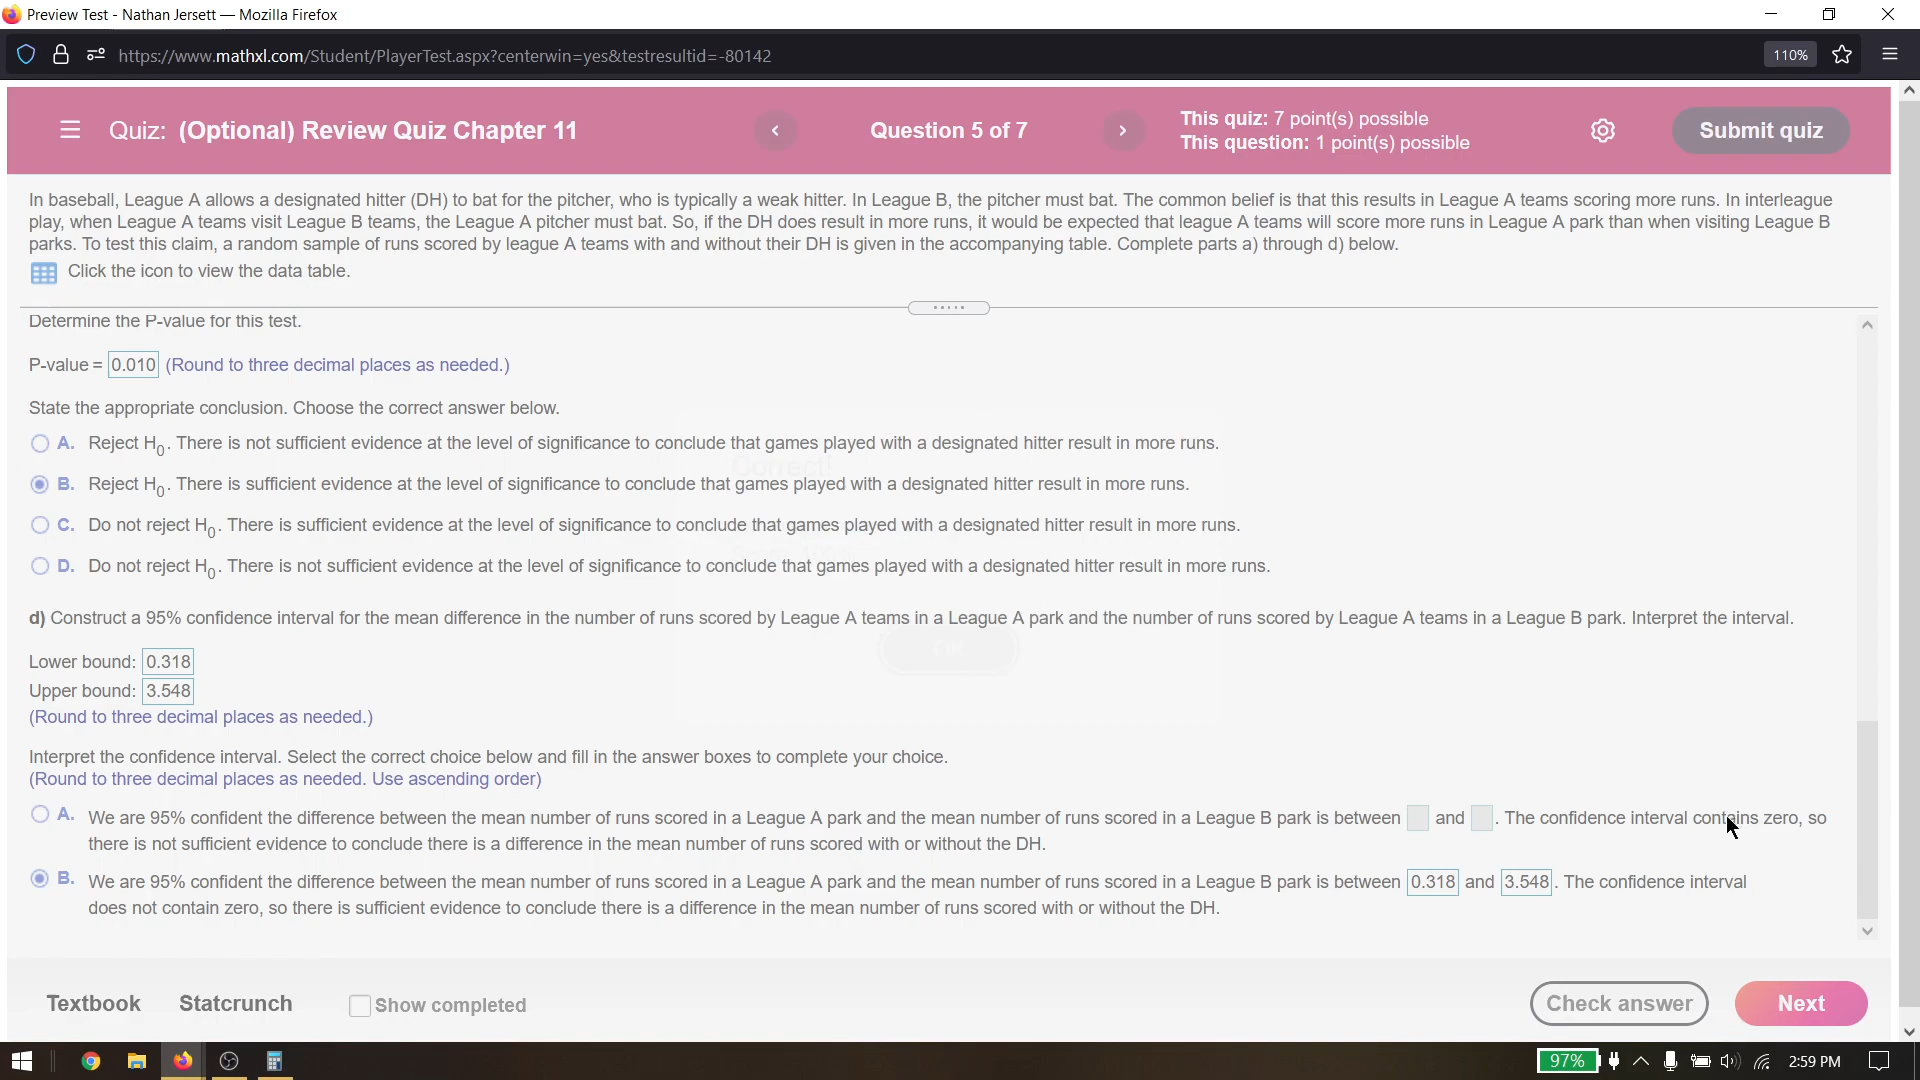 Preview Test - Nathan Jersett — Mozilla Firefox
https://www.mathxl.com/Student/PlayerTest.aspx?centerwin=yes&testresultid=-80142
110%
Quiz: (Optional) Review Quiz Chapter 11
Question 5 of 7
This quiz: 7 point(s) possible
This question: 1 point(s) possible
Submit quiz
In baseball, League A allows a designated hitter (DH) to bat for the pitcher, who is typically a weak hitter. In League B, the pitcher must bat. The common belief is that this results in League A teams scoring more runs. In interleague
play, when League A teams visit League B teams, the League A pitcher must bat. So, if the DH does result in more runs, it would be expected that league A teams will score more runs in League A park than when visiting League B
parks. To test this claim, a random sample of runs scored by league A teams with and without their DH is given in the accompanying table. Complete parts a) through d) below.
Click the icon to view the data table.
Determine the P-value for this test.
P-value = 0.010 (Round to three decimal places as needed.)
State the appropriate conclusion. Choose the correct answer below.
A. Reject H0. There is not sufficient evidence at the level of significance to conclude that games played with a designated hitter result in more runs.
Correct!
B. Reject H0. There is sufficient evidence at the level of significance to conclude that games played with a designated hitter result in more runs.
C. Do not reject H0. There is sufficient evidence at the level of significance to conclude that games played with a designated hitter result in more runs.
D. Do not reject H0. There is not sufficient evidence at the level of significance to conclude that games played with a designated hitter result in more runs.
d) Construct a 95% confidence interval for the mean difference in the number of runs scored by League A teams in a League A park and the number of runs scored by League A teams in a League B park. Interpret the interval.
OK
Lower bound: 0.318
Upper bound: 3.548
(Round to three decimal places as needed.)
Interpret the confidence interval. Select the correct choice below and fill in the answer boxes to complete your choice.
(Round to three decimal places as needed. Use ascending order)
A. We are 95% confident the difference between the mean number of runs scored in a League A park and the mean number of runs scored in a League B park is between and . The confidence interval contains zero, so
there is not sufficient evidence to conclude there is a difference in the mean number of runs scored with or without the DH.
B. We are 95% confident the difference between the mean number of runs scored in a League A park and the mean number of runs scored in a League B park is between 0.318 and 3.548. The confidence interval
does not contain zero, so there is sufficient evidence to conclude there is a difference in the mean number of runs scored with or without the DH.
Textbook
Statcrunch
Show completed
Check answer
Next
97%
2:59 PM